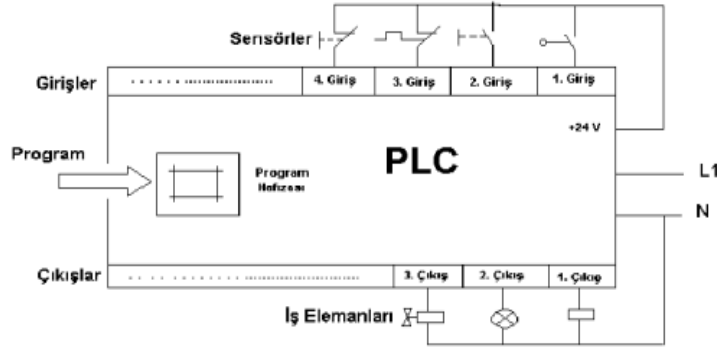 Sensörler
Girişler
4. Giriş
3. Giriş
2. Giriş
1. Giriş
+24 V
Program
Program
Hafızası
PLC
L1
N
Çıkışlar
3. Çıkış
2. Çıkış
1. Çıkış
İş Elemanları